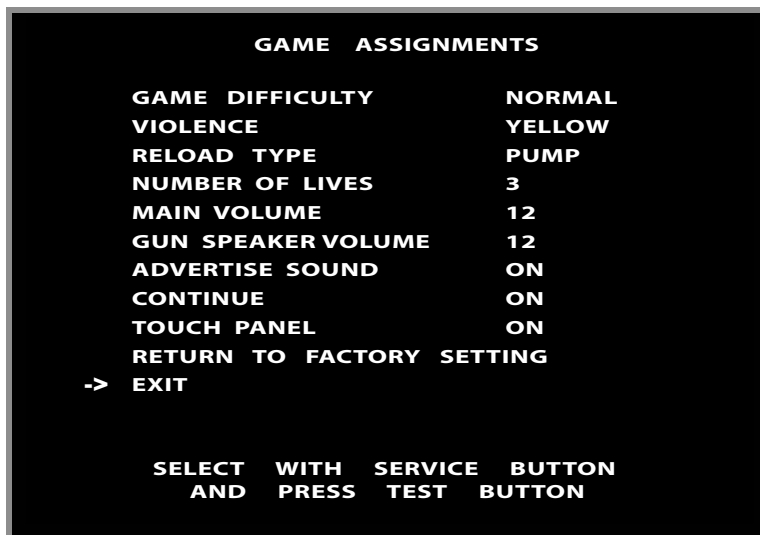 GAME ASSIGNMENTS
GAME DIFFICULTY NORMAL
VIOLENCE YELLOW
RELOAD TYPE PUMP
NUMBER OF LIVES 3
MAIN VOLUME 12
GUN SPEAKER VOLUME 12
ADVERTISE SOUND ON
CONTINUE ON
TOUCH PANEL ON
RETURN TO FACTORY SETTING
-> EXIT
SELECT WITH SERVICE BUTTON
AND PRESS TEST BUTTON